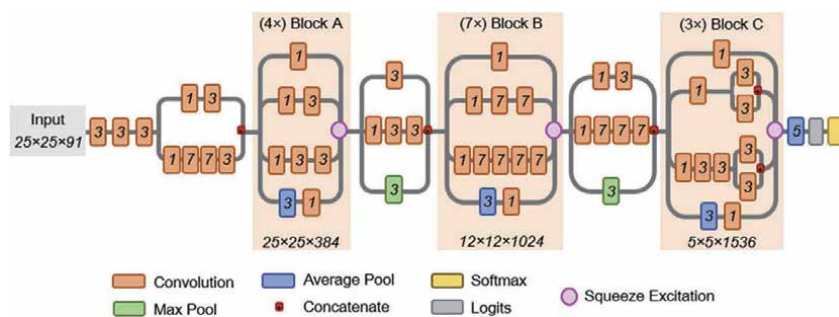 (4×) Block A
(7×) Block B
(3×) Block C
Input
25×25×91
3 3 3
1 3
1 7 7 3
1
1 3
1 3 3
3 1
25×25×384
3
1 3 3
3
1
1 7 7
1 7 7 7 7
3 1
12×12×1024
1 3
1 7 7 7 7
3
1
1 3 3
1 3 3 3 3
3 1
5×5×1536
5
Convolution
Average Pool
Softmax
Max Pool
Concatenate
Logits
Squeeze Excitation